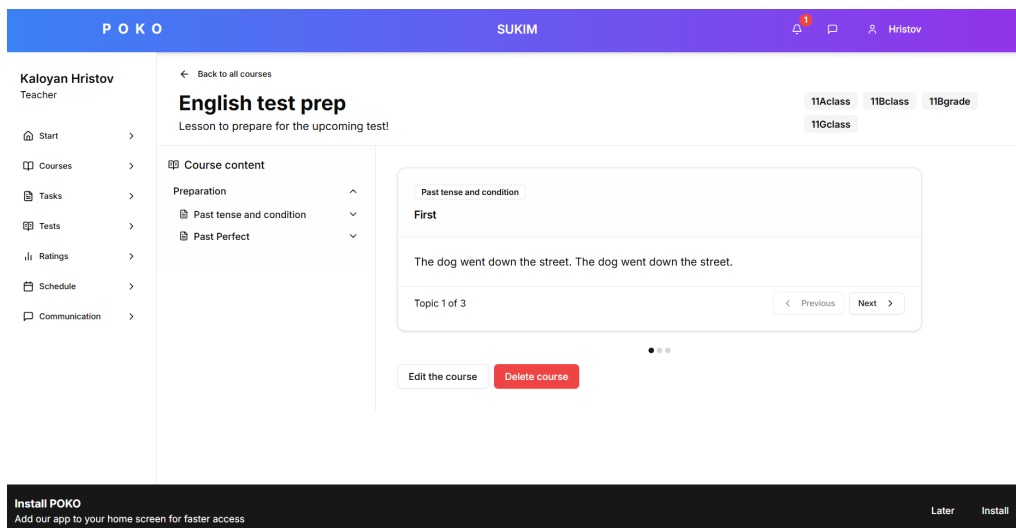 POKO
SUKIM
1
Hristov
Kaloyan Hristov
Teacher
Start
Courses
Tasks
Tests
Ratings
Schedule
Communication
Back to all courses
English test prep
Lesson to prepare for the upcoming test!
11Aclass 11Bclass 11Bgrade
11Gclass
Course content
Preparation
Past tense and condition
Past Perfect
Past tense and condition
First
The dog went down the street. The dog went down the street.
Topic 1 of 3
Previous Next
Edit the course Delete course
Install POKO
Add our app to your home screen for faster access
Later Install